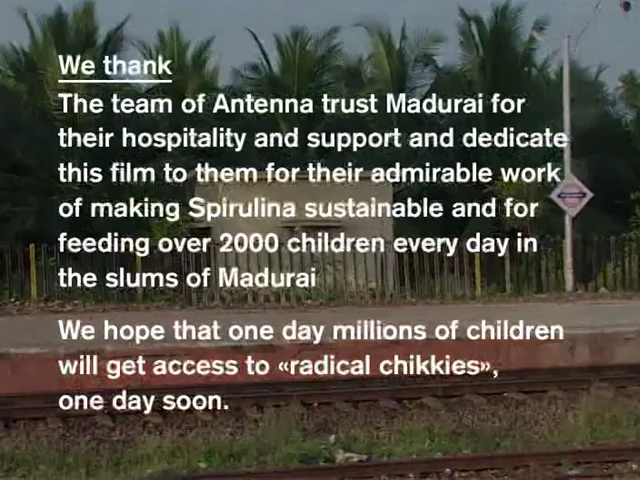 We thank
The team of Antenna trust Madurai for
their hospitality and support and dedicate
this film to them for their admirable work
of making Spirulina sustainable and for
feeding over 2000 children every day in
the slums of Madurai
We hope that one day millions of children
will get access to «radical chikkies»,
one day soon.